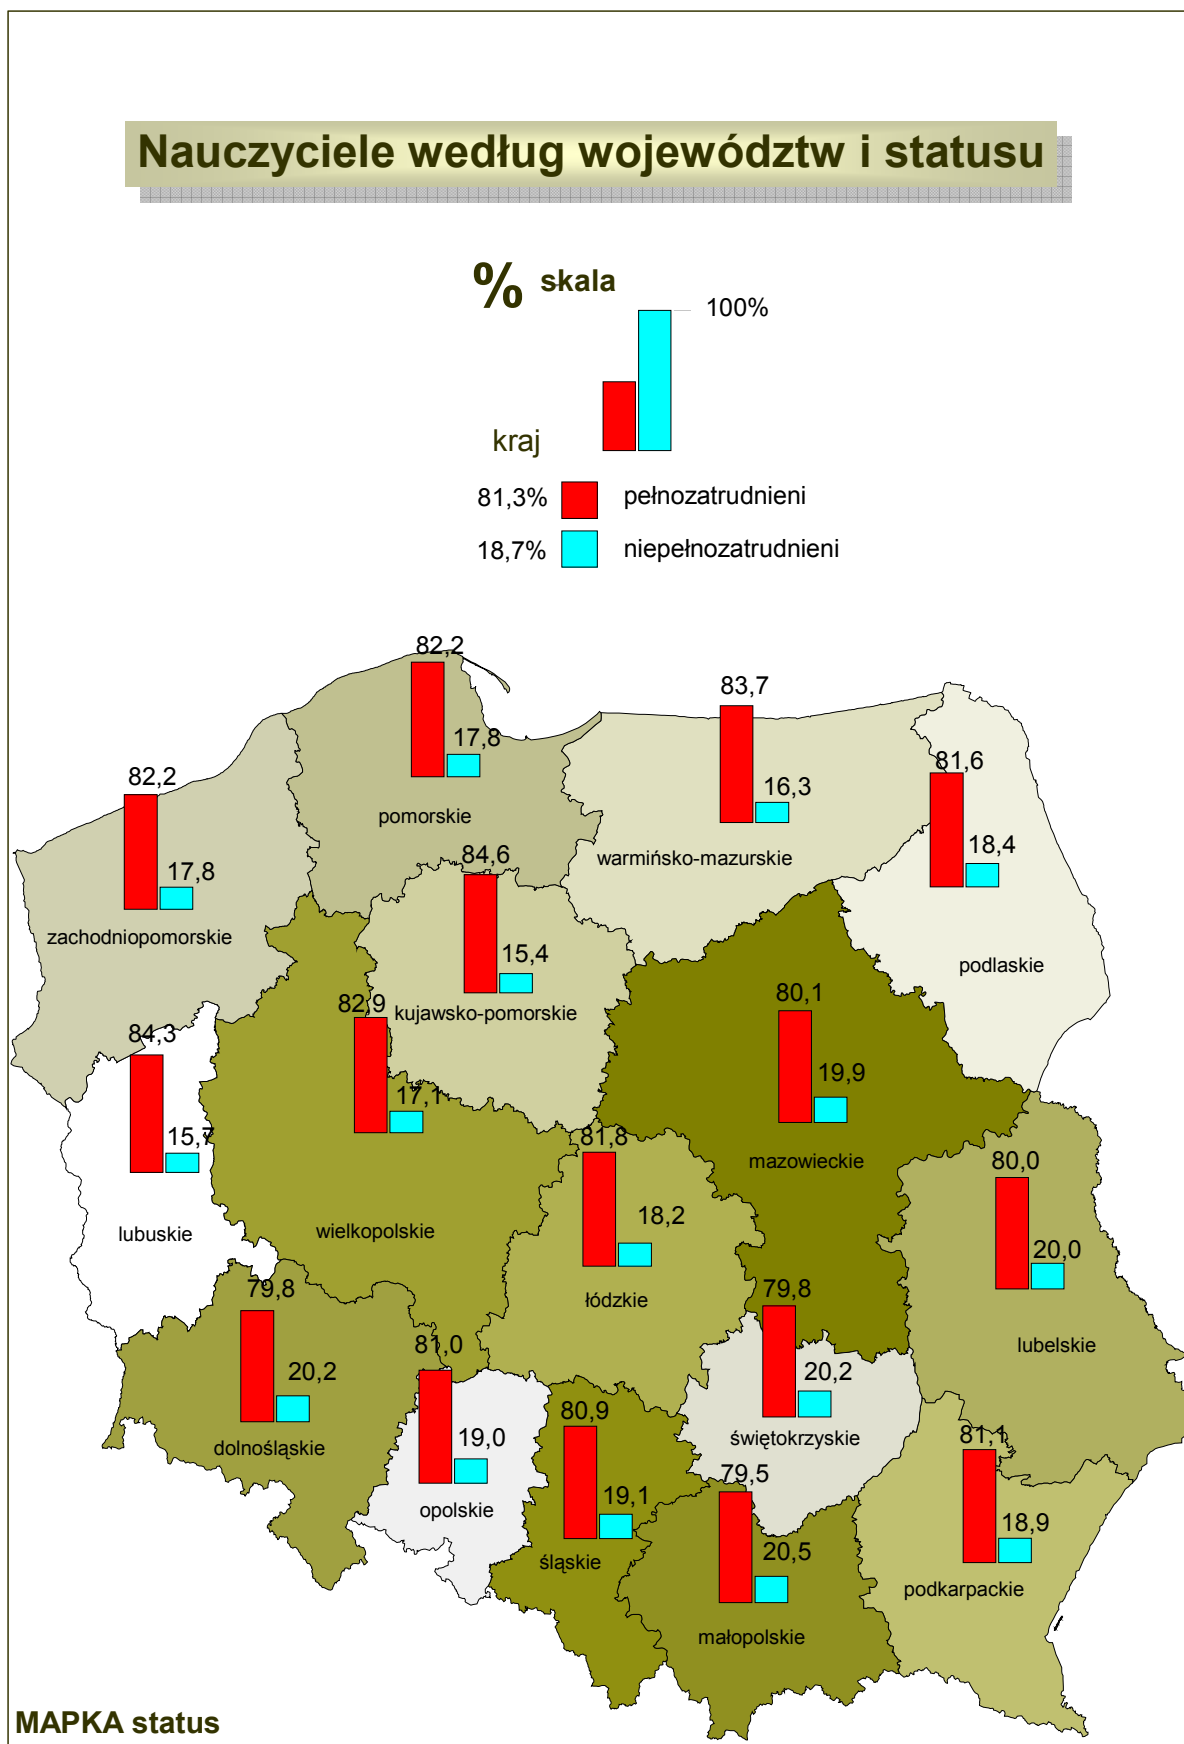 Nauczyciele według województw i statusu
% skala
100%
kraj
81,3% pełnozatrudnieni
18,7% niepełnozatrudnieni
82,2
17,8
pomorskie
83,7
16,3
warmińsko-mazurskie
81,6
18,4
podlaskie
82,2
17,8
zachodniopomorskie
84,6
15,4
kujawsko-pomorskie
82,9
17,1
wielkopolskie
80,1
19,9
mazowieckie
84,3
15,7
lubuskie
81,8
18,2
łódzkie
80,0
20,0
lubelskie
79,8
20,2
dolnośląskie
79,8
20,2
świętokrzyskie
81,0
19,0
opolskie
80,9
19,1
śląskie
79,5
20,5
małopolskie
81,1
18,9
podkarpackie
MAPKA status